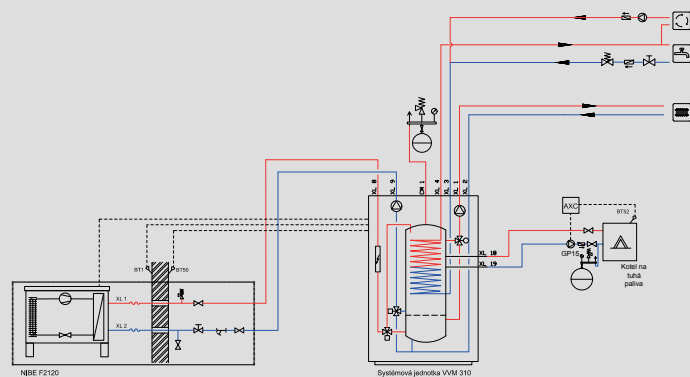 XL 8
XL 9
CM 1
XL 4
XL 3
XL 1
XL 2
AXC
BT52
GP15
XL 18
XL 19
Kotel na
tuhá
paliva
BT1
BT50
XL 1
XL 2
NIBE F2120
Systémová jednotka VVM 310